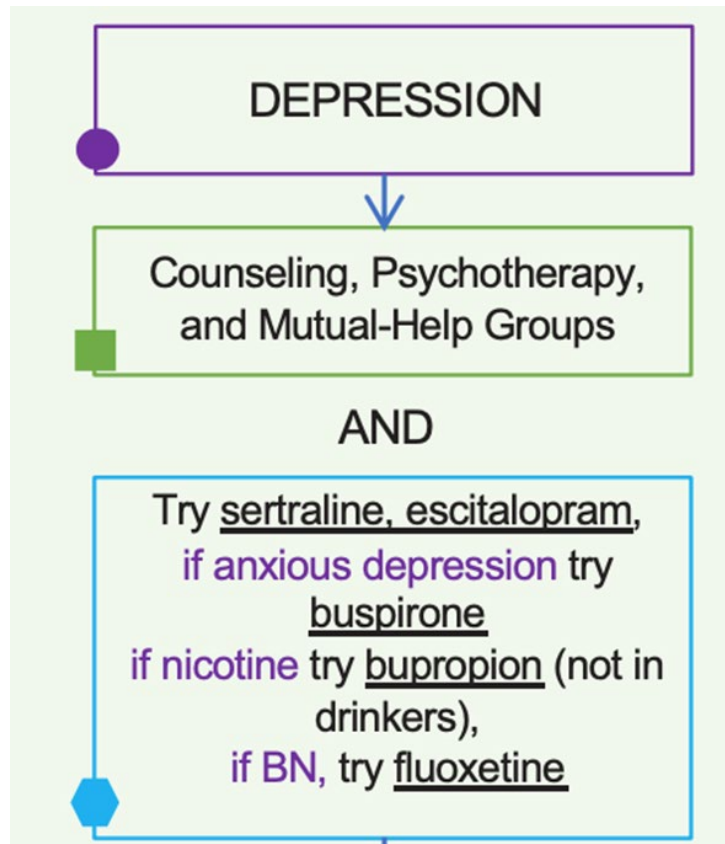 DEPRESSION
Counseling, Psychotherapy,
and Mutual-Help Groups
AND
Try sertraline, escitalopram,
if anxious depression try
buspirone
if nicotine try bupropion (not in
drinkers),
if BN, try fluoxetine